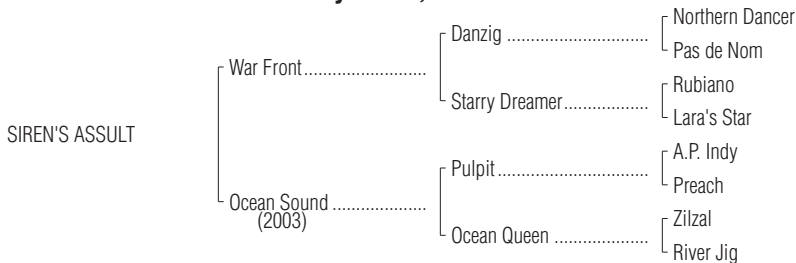 Northern Dancer
Danzig ..............................
Pas de Nom
War Front..........................
Rubiano
Starry Dreamer..................
Lara's Star
SIREN'S ASSULT
A.P. Indy
Pulpit................................
Preach
Ocean Sound ....................
(2003)
Zilzal
Ocean Queen ....................
River Jig